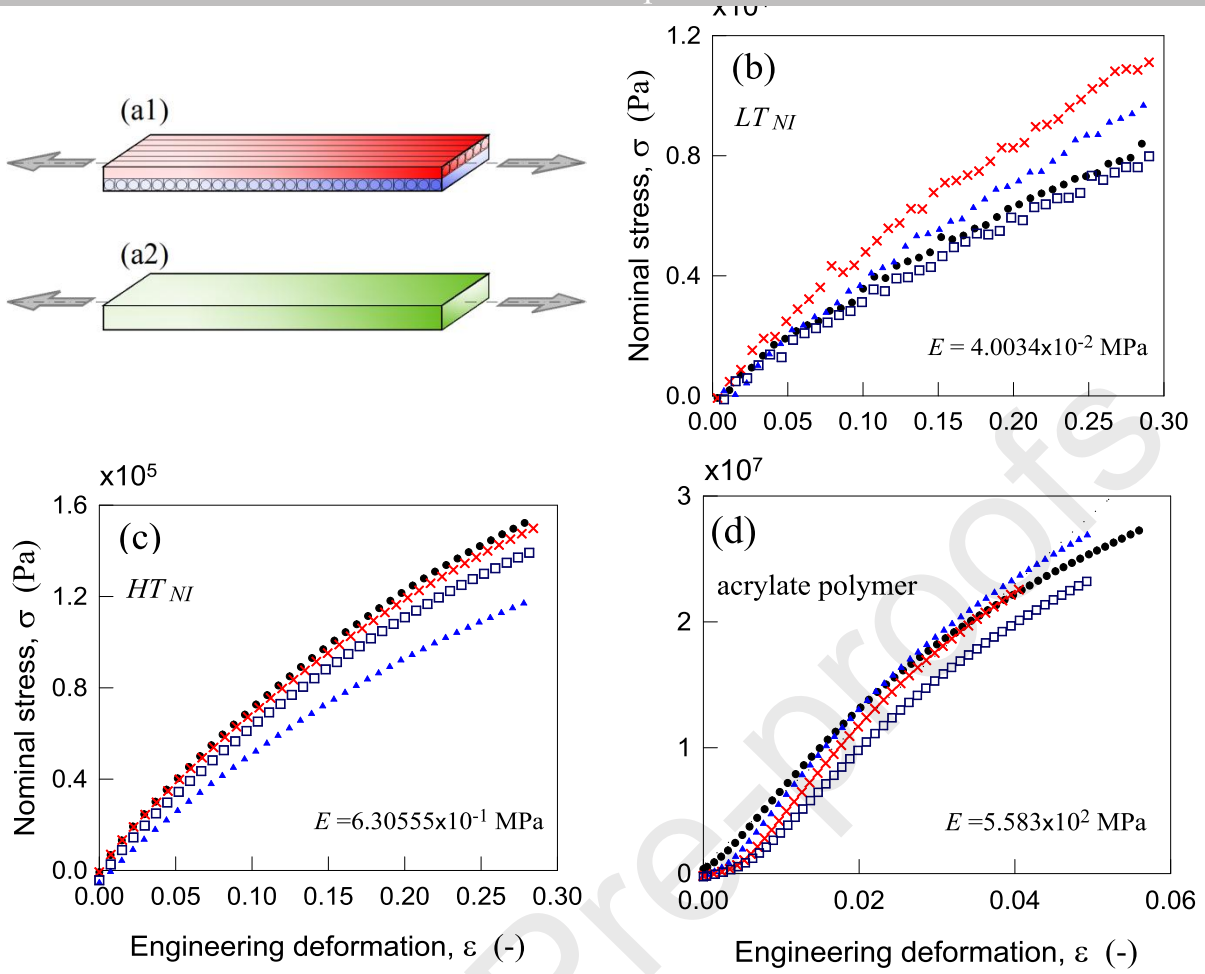 (a1)
(a2)
(b)
LT NI
1.2
0.8
0.4
0.0
Nominal stress, σ (Pa)
E = 4.0034x10-2 MPa
0.00 0.05 0.10 0.15 0.20 0.25 0.30
x105
(c)
HT NI
1.6
1.2
0.8
0.4
0.0
Nominal stress, σ (Pa)
E =6.30555x10-1 MPa
0.00 0.05 0.10 0.15 0.20 0.25 0.30
Engineering deformation, ε (-)
x107
(d)
acrylate polymer
3
2
1
0
E =5.583x102 MPa
0.00 0.02 0.04 0.06
Engineering deformation, ε (-)
Pre-proofs